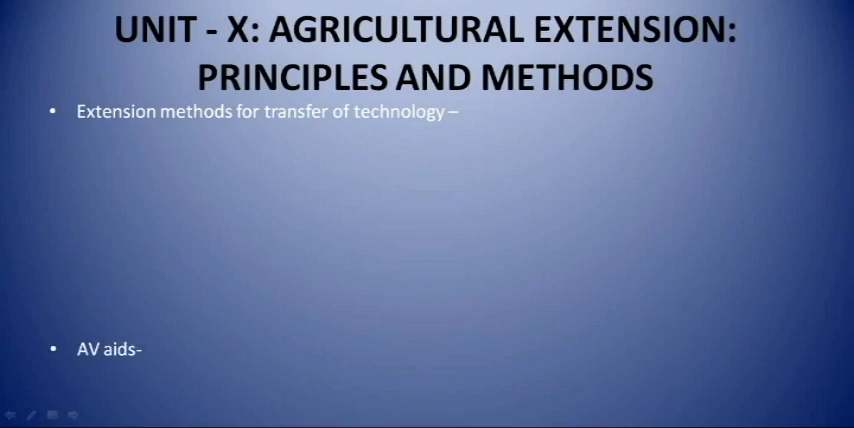 UNIT - X: AGRICULTURAL EXTENSION:
PRINCIPLES AND METHODS
• Extension methods for transfer of technology –
• AV aids-